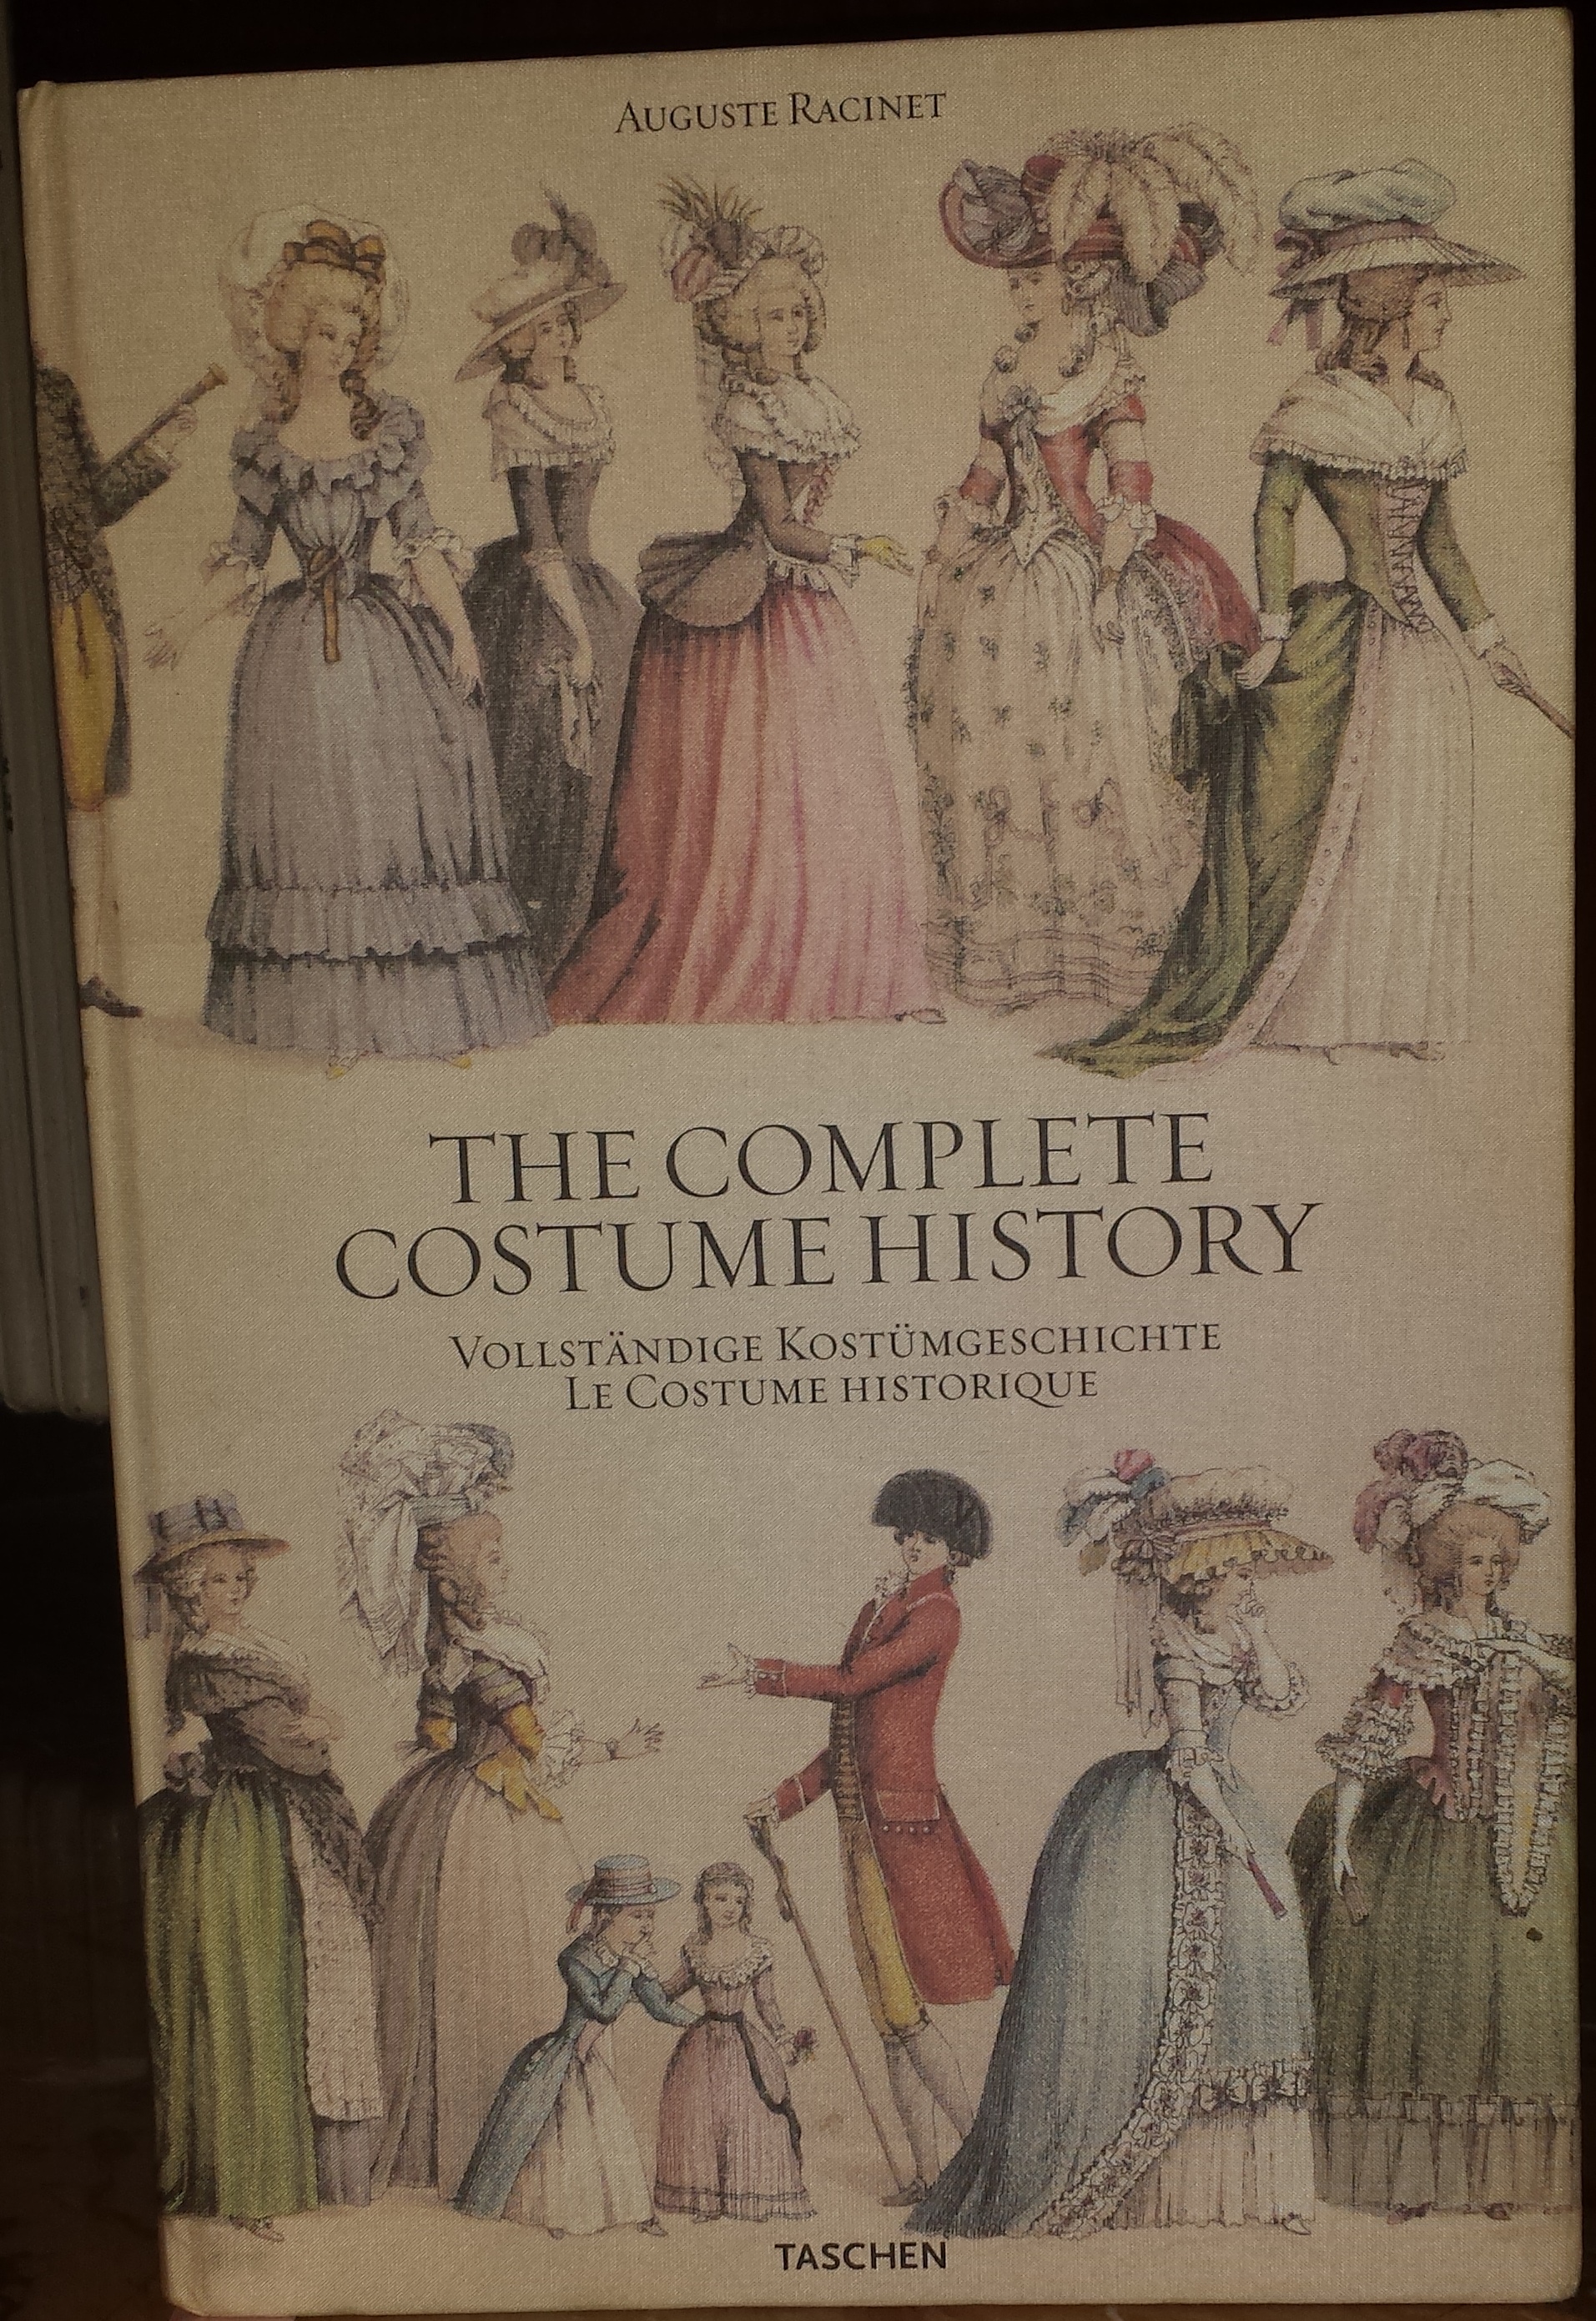 AUGUSTE RACINET
THE COMPLETE
COSTUME HISTORY
VOLLSTÄNDIGE KOSTÜMGESCHICHTE
LE COSTUME HISTORIQUE
TASCHEN